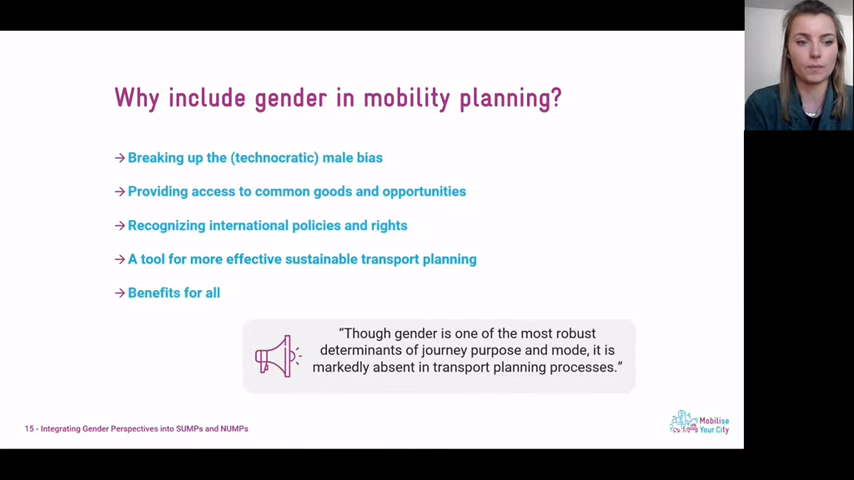 Why include gender in mobility planning?
→ Breaking up the (technocratic) male bias
→ Providing access to common goods and opportunities
→ Recognizing international policies and rights
→ A tool for more effective sustainable transport planning
→ Benefits for all
“Though gender is one of the most robust
determinants of journey purpose and mode, it is
markedly absent in transport planning processes.”
15 - Integrating Gender Perspectives into SUMPs and NUMPs
Mobilise
Your City